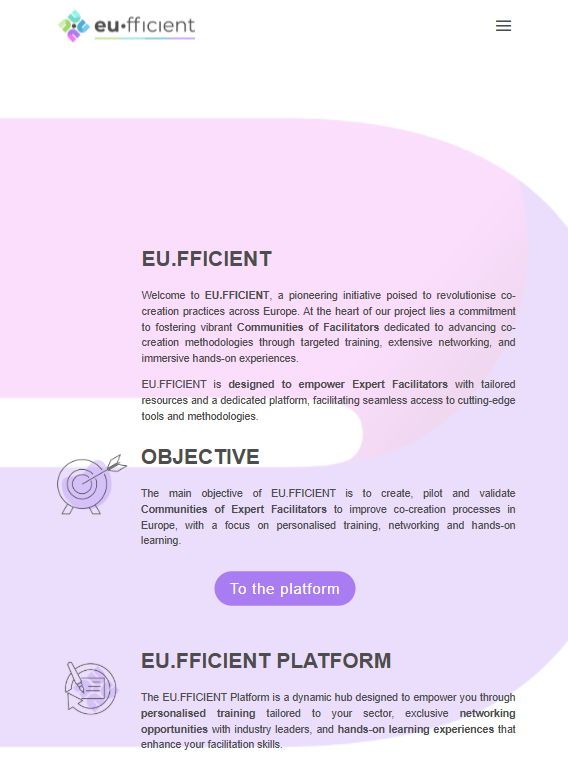 eu•fficient
EU.FFICIENT
Welcome to EU.FFICIENT, a pioneering initiative poised to revolutionise co-
creation practices across Europe. At the heart of our project lies a commitment
to fostering vibrant Communities of Facilitators dedicated to advancing co-
creation methodologies through targeted training, extensive networking, and
immersive hands-on experiences.
EU.FFICIENT is designed to empower Expert Facilitators with tailored
resources and a dedicated platform, facilitating seamless access to cutting-edge
tools and methodologies.
OBJECTIVE
The main objective of EU.FFICIENT is to create, pilot and validate
Communities of Expert Facilitators to improve co-creation processes in
Europe, with a focus on personalised training, networking and hands-on
learning.
To the platform
EU.FFICIENT PLATFORM
The EU.FFICIENT Platform is a dynamic hub designed to empower you through
personalised training tailored to your sector, exclusive networking
opportunities with industry leaders, and hands-on learning experiences that
enhance your facilitation skills.